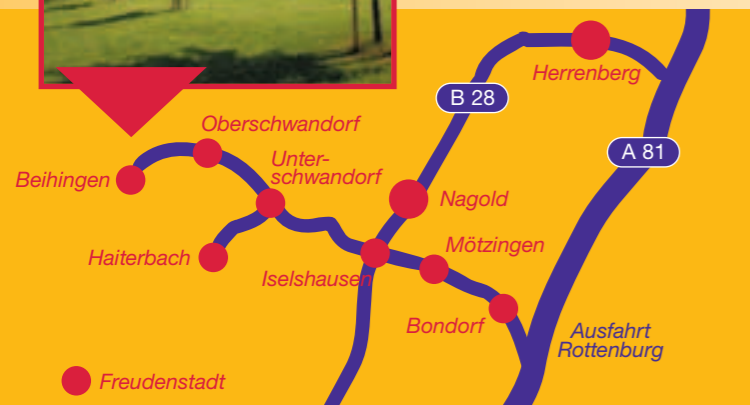 Herrenberg
B 28
Oberschwandorf
A 81
Unter-
schwandorf
Beihingen
Nagold
Mötzingen
Haiterbach
Iselshausen
Bondorf
Ausfahrt
Rottenburg
Freudenstadt